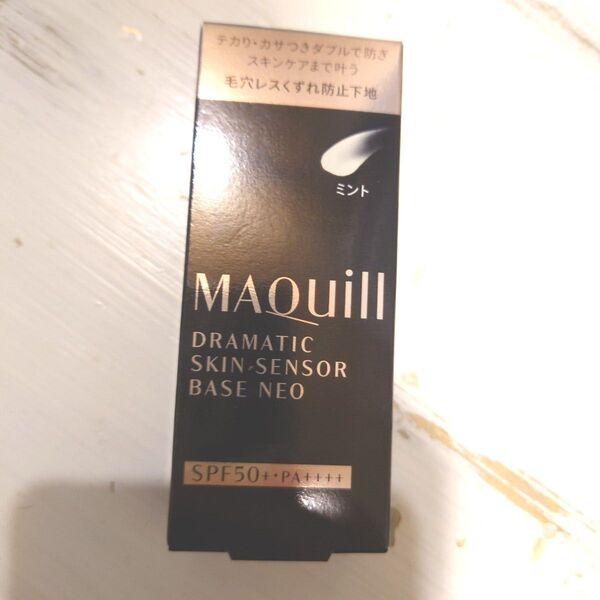 テカリ・カサつきダブルで防ぎ
スキンケアまで叶う
毛穴レスくずれ防止下地
ミント
MAQuill
DRAMATIC
SKIN-SENSOR
BASE NEO
SPF50+・PA++++